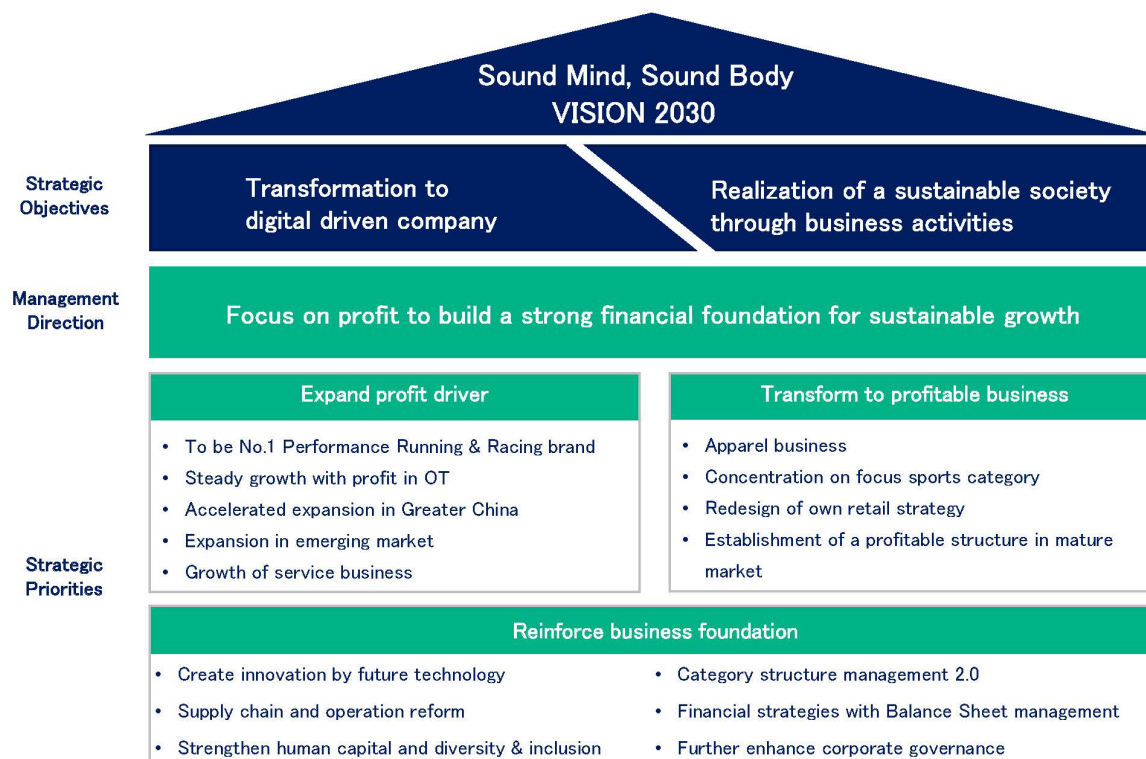 Sound Mind, Sound Body
VISION 2030
Strategic
Objectives
Transformation to
digital driven company
Realization of a sustainable society
through business activities
Management
Direction
Focus on profit to build a strong financial foundation for sustainable growth
Strategic
Priorities
Expand profit driver
• To be No.1 Performance Running & Racing brand
• Steady growth with profit in OT
• Accelerated expansion in Greater China
• Expansion in emerging market
• Growth of service business
Transform to profitable business
• Apparel business
• Concentration on focus sports category
• Redesign of own retail strategy
• Establishment of a profitable structure in mature
market
Reinforce business foundation
• Create innovation by future technology
• Supply chain and operation reform
• Strengthen human capital and diversity & inclusion
• Category structure management 2.0
• Financial strategies with Balance Sheet management
• Further enhance corporate governance